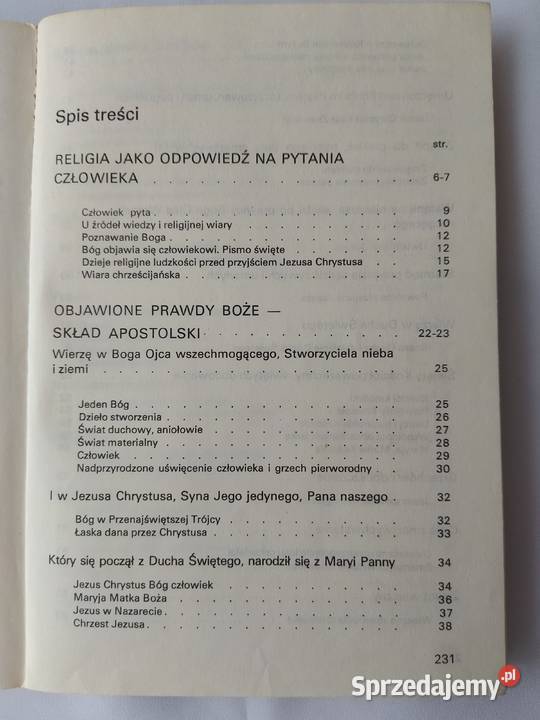 Spis treści
str.
RELIGIA JAKO ODPOWIEDŹ NA PYTANIA
CZŁOWIEKA . . . . . . . . . . . . . . 6-7
Człowiek pyta . . . . . . . . . . . . . 9
U źródeł wiedzy i religijnej wiary . . . . . . . 10
Poznawanie Boga . . . . . . . . . . . . 12
Bóg objawia się człowiekowi. Pismo święte . . . . 12
Dzieje religijne ludzkości przed przyjściem Jezusa Chrystusa . 15
Wiara chrześcijańska . . . . . . . . . . . 17
OBJAWIONE PRAWDY BOŻE —
SKŁAD APOSTOLSKI . . . . . . . . . . . 22-23
Wierzę w Boga Ojca wszechmogącego, Stworzyciela nieba
i ziemi . . . . . . . . . . . . . . . 25
Jeden Bóg . . . . . . . . . . . . . . 25
Dzieło stworzenia . . . . . . . . . . . . 26
Świat duchowy, aniołowie . . . . . . . . . 27
Świat materialny . . . . . . . . . . . . 28
Człowiek . . . . . . . . . . . . . . 29
Nadprzyrodzone uświęcenie człowieka i grzech pierworodny . 30
I w Jezusa Chrystusa, Syna Jego jedynego, Pana naszego . 32
Bóg w Przenajświętszej Trójcy . . . . . . . . 32
Łaska dana przez Chrystusa . . . . . . . . 33
Który się począł z Ducha Świętego, narodził się z Maryi Panny 34
Jezus Chrystus Bóg człowiek . . . . . . . . 34
Maryja Matka Boża . . . . . . . . . . . 36
Jezus w Nazarecie . . . . . . . . . . . . 37
Chrzest Jezusa . . . . . . . . . . . . . 38
231
Sprzedajemy.pl